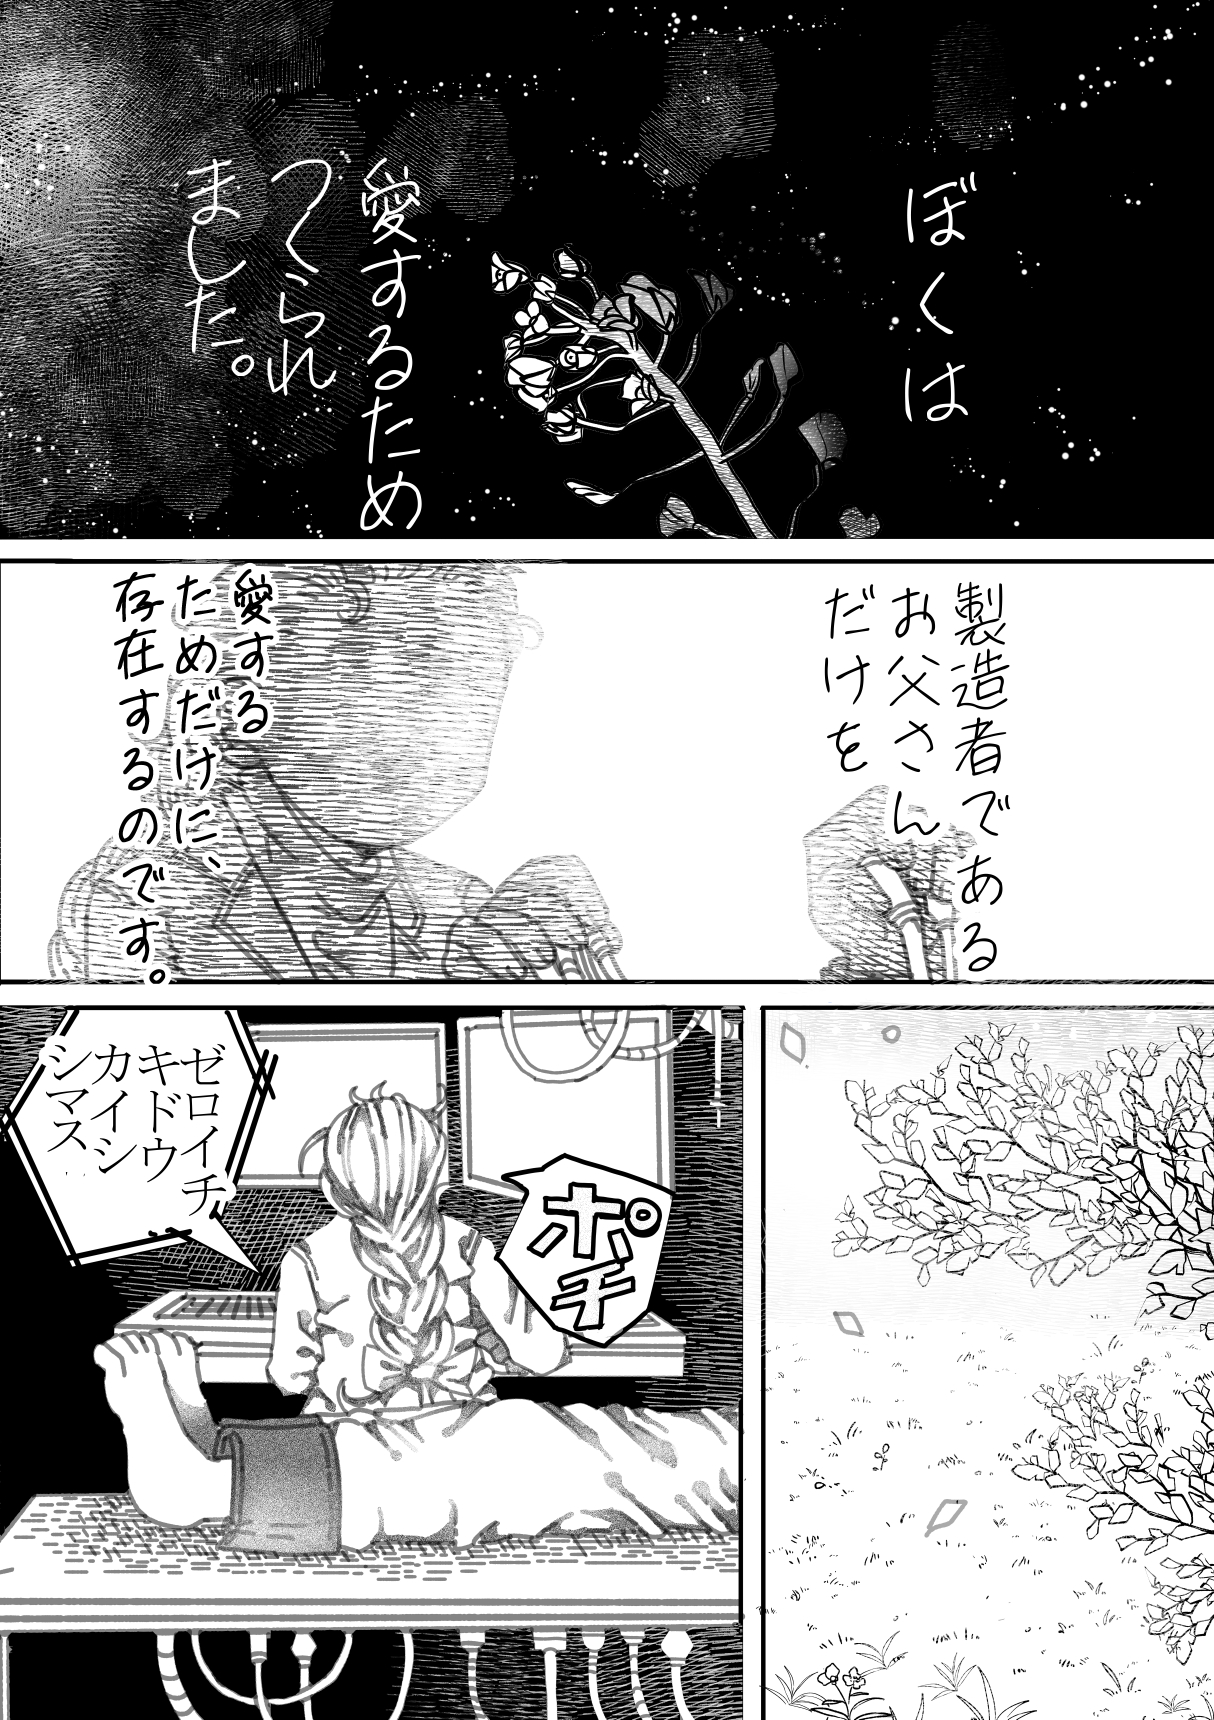 ぼくは
愛するため
つくられ
ました。
製造者である
お父さん
だけを
愛する
ためだけに、
存在するのです。
ポチ
ゼロイチ
キドウ
カイシ
シマス